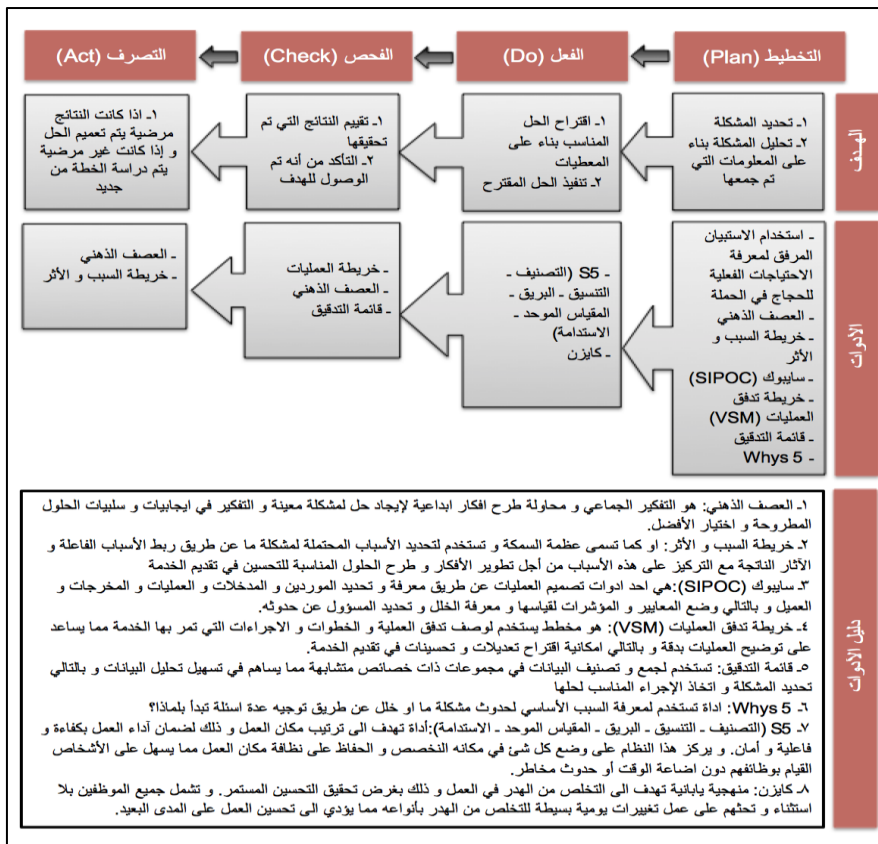 التخطيط (Plan)
الفعل (Do)
الفحص (Check)
التصرف (Act)
الهدف
١ـ تحديد المشكلة
٢ـ تحليل المشكلة بناء
على المعلومات التي
تم جمعها
١ـ اقتراح الحل
المناسب بناء على
المعطيات
٢ـ تنفيذ الحل المقترح
١ـ تقييم النتائج التي تم
تحقيقها
٢ـ التأكد من أنه تم
الوصول للهدف
١ـ اذا كانت النتائج
مرضية يتم تعميم الحل
و إذا كانت غير مرضية
يتم دراسة الخطة من
جديد
الأدوات
ـ استخدام الاستبيان
المرفق لمعرفة
الاحتياجات الفعلية
للحجاج في الحملة
ـ العصف الذهني
ـ خريطة السبب و
الأثر
ـ سايبوك (SIPOC)
ـ خريطة تدفق
العمليات (VSM)
ـ قائمة التدقيق
ـ Whys 5
ـ S5 (التصنيف ـ
التنسيق ـ البريق ـ
المقياس الموحد ـ
الاستدامة)
ـ كايزن
ـ خريطة العمليات
ـ العصف الذهني
ـ قائمة التدقيق
ـ العصف الذهني
ـ خريطة السبب و الأثر
دليل الأدوات
١ـ العصف الذهني: هو التفكير الجماعي و محاولة طرح افكار ابداعية لإيجاد حل لمشكلة معينة و التفكير في ايجابيات و سلبيات الحلول
المطروحة و اختيار الأفضل.
٢ـ خريطة السبب و الأثر: او كما تسمى عظمة السمكة و تستخدم لتحديد الأسباب المحتملة لمشكلة ما عن طريق ربط الأسباب الفاعلة و
الآثار الناتجة مع التركيز على هذه الأسباب من أجل تطوير الأفكار و طرح الحلول المناسبة للتحسين في تقديم الخدمة
٣ـ سايبوك (SIPOC):هي احد ادوات تصميم العمليات عن طريق معرفة و تحديد الموردين و المدخلات و العمليات و المخرجات و
العميل و بالتالي وضع المعايير و المؤشرات لقياسها و معرفة الخلل و تحديد المسؤول عن حدوثه.
٤ـ خريطة تدفق العمليات (VSM): هو مخطط يستخدم لوصف تدفق العملية و الخطوات و الاجراءات التي تمر بها الخدمة مما يساعد
على توضيح العمليات بدقة و بالتالي امكانية اقتراح تعديلات و تحسينات في تقديم الخدمة.
٥ـ قائمة التدقيق: تستخدم لجمع و تصنيف البيانات في مجموعات ذات خصائص متشابهة مما يساهم في تسهيل تحليل البيانات و بالتالي
تحديد المشكلة و اتخاذ الإجراء المناسب لحلها
٦ـ Whys 5: اداة تستخدم لمعرفة السبب الأساسي لحدوث مشكلة ما او خلل عن طريق توجيه عدة اسئلة تبدأ بلماذا؟
٧ـ S5 (التصنيف ـ التنسيق ـ البريق ـ المقياس الموحد ـ الاستدامة):أداة تهدف الى ترتيب مكان العمل و ذلك لضمان آداء العمل بكفاءة و
فاعلية و أمان. و يركز هذا النظام على وضع كل شئ في مكانه النخصص و الحفاظ على نظافة مكان العمل مما يسهل على الأشخاص
القيام بوظائفهم دون اضاعة الوقت أو حدوث مخاطر.
٨ـ كايزن: منهجية يابانية تهدف الى التخلص من الهدر في العمل و ذلك بغرض تحقيق التحسين المستمر. و تشمل جميع الموظفين بلا
استثناء و تحثهم على عمل تغييرات يومية بسيطة للتخلص من الهدر بأنواعه مما يؤدي الى تحسين العمل على المدى البعيد.